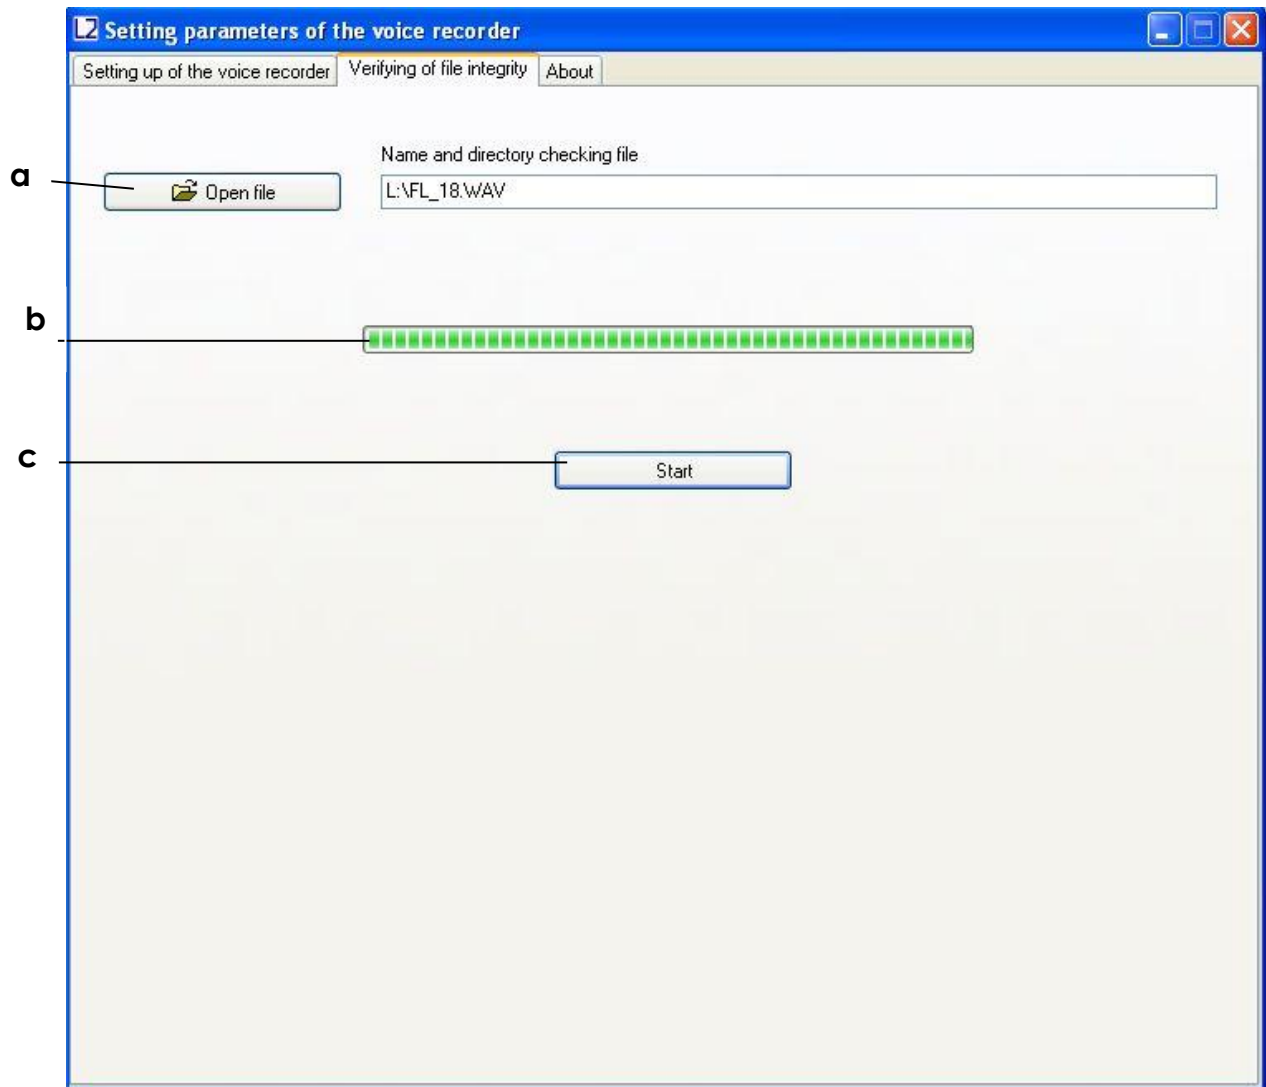 Setting parameters of the voice recorder
Setting up of the voice recorder Verifying of file integrity About
Name and directory checking file
a
Open file L:\FL_18.WAV
b
c
Start